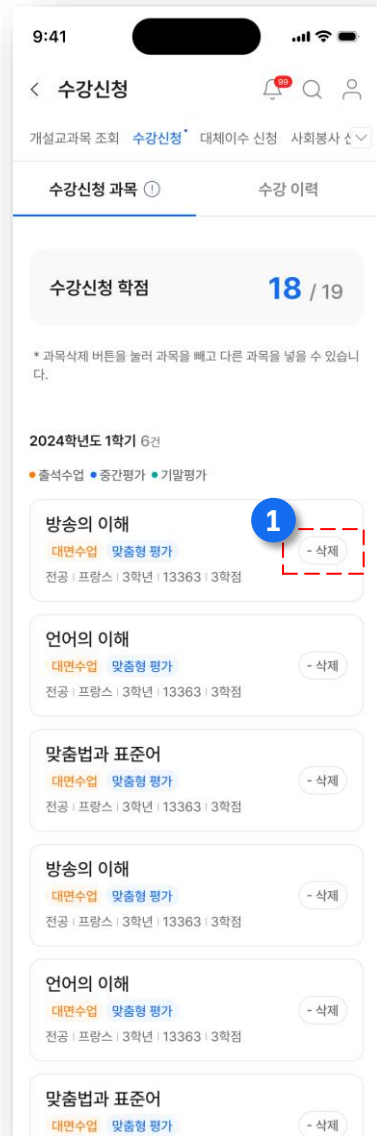 9:41
수강신청
99
개설교과목 조회 수강신청 대체이수 신청 사회봉사
수강신청 과목 수강 이력
수강신청 학점 18 / 19
* 과목삭제 버튼을 눌러 과목을 빼고 다른 과목을 넣을 수 있습니
다.
2024학년도 1학기 6건
출석수업 중간평가 기말평가
방송의 이해
1
대면수업 맞춤형 평가
- 삭제
전공 프랑스 3학년 13363 3학점
언어의 이해
대면수업 맞춤형 평가
- 삭제
전공 프랑스 3학년 13363 3학점
맞춤법과 표준어
대면수업 맞춤형 평가
- 삭제
전공 프랑스 3학년 13363 3학점
방송의 이해
대면수업 맞춤형 평가
- 삭제
전공 프랑스 3학년 13363 3학점
언어의 이해
대면수업 맞춤형 평가
- 삭제
전공 프랑스 3학년 13363 3학점
맞춤법과 표준어
대면수업 맞춤형 평가
- 삭제